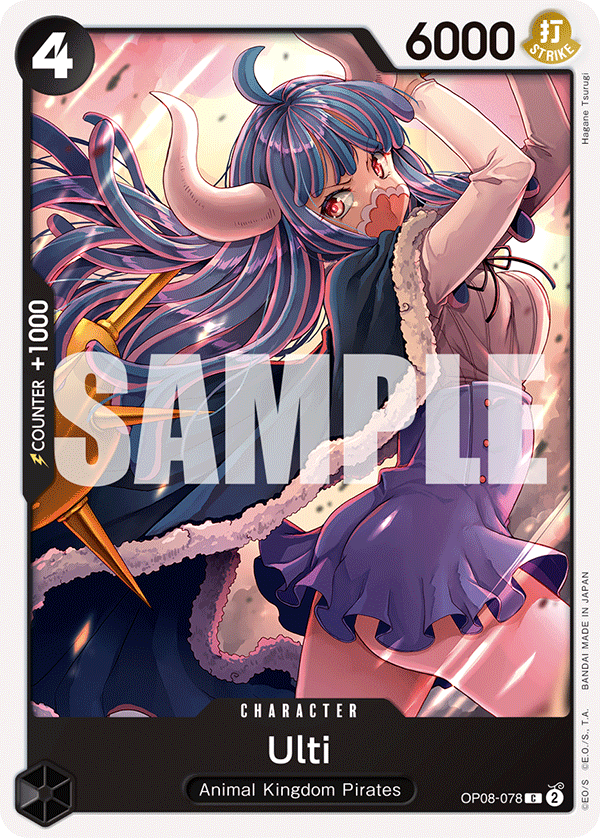 4
6000
打
STRIKE
Hagane Tsurugi
COUNTER +1000
SAMPLE
BANDAI MADE IN JAPAN
©E.O./S., T.A.
©EO/S
CHARACTER
Ulti
Animal Kingdom Pirates
OP08-078 C 2